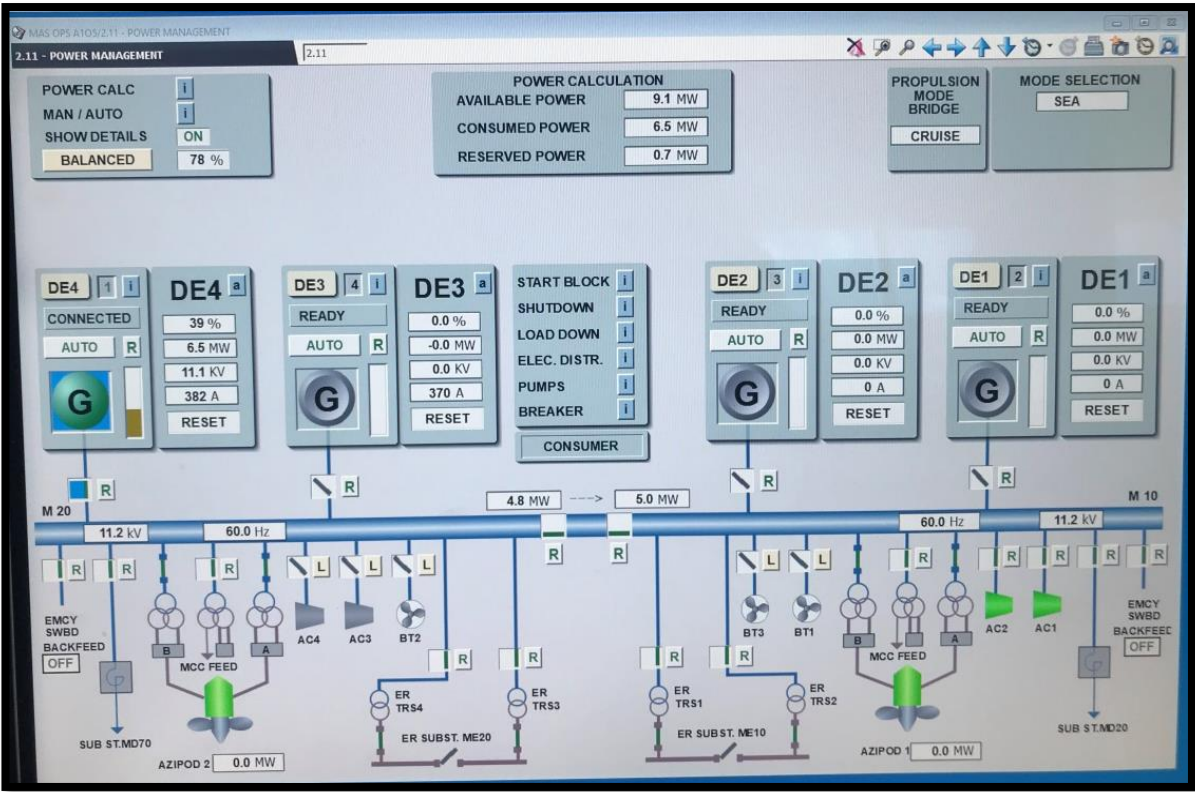 MAS OPS A105/2.11 - POWER MANAGEMENT
2.11 - POWER MANAGEMENT
2.11
POWER CALC i
MAN / AUTO i
SHOW DETAILS ON
BALANCED 78 %
POWER CALCULATION
AVAILABLE POWER 9.1 MW
CONSUMED POWER 6.5 MW
RESERVED POWER 0.7 MW
PROPULSION
MODE
BRIDGE
CRUISE
MODE SELECTION
SEA
DE4 1 i
CONNECTED
AUTO R
G
DE4 a
39 %
6.5 MW
11.1 KV
382 A
RESET
DE3 4 i
READY
AUTO R
G
DE3 a
0.0 %
-0.0 MW
0.0 KV
370 A
RESET
START BLOCK i
SHUTDOWN i
LOAD DOWN i
ELEC. DISTR. i
PUMPS i
BREAKER i
CONSUMER
DE2 3 i
READY
AUTO R
G
DE2 a
0.0 %
0.0 MW
0.0 KV
0 A
RESET
DE1 2 i
READY
AUTO R
G
DE1 a
0.0 %
0.0 MW
0.0 KV
0 A
RESET
R R R R
4.8 MW ----> 5.0 MW
M 20
M 10
11.2 kV 60.0 Hz 60.0 Hz 11.2 kV
R R
R R R L L L L L R R R R
EMCY
SWBD
BACKFEED
OFF
B
MCC FEED
A
AC4 AC3 BT2
BT3 BT1
B
MCC FEED
A
AC2 AC1
EMCY
SWBD
BACKFEED
OFF
R R R R
G
SUB ST.MD70
AZIPOD 2 0.0 MW
ER
TRS4
ER
TRS3
ER SUBST. ME20
ER
TRS1
ER
TRS2
ER SUBST. ME10
AZIPOD 1 0.0 MW
G
SUB ST.MD20